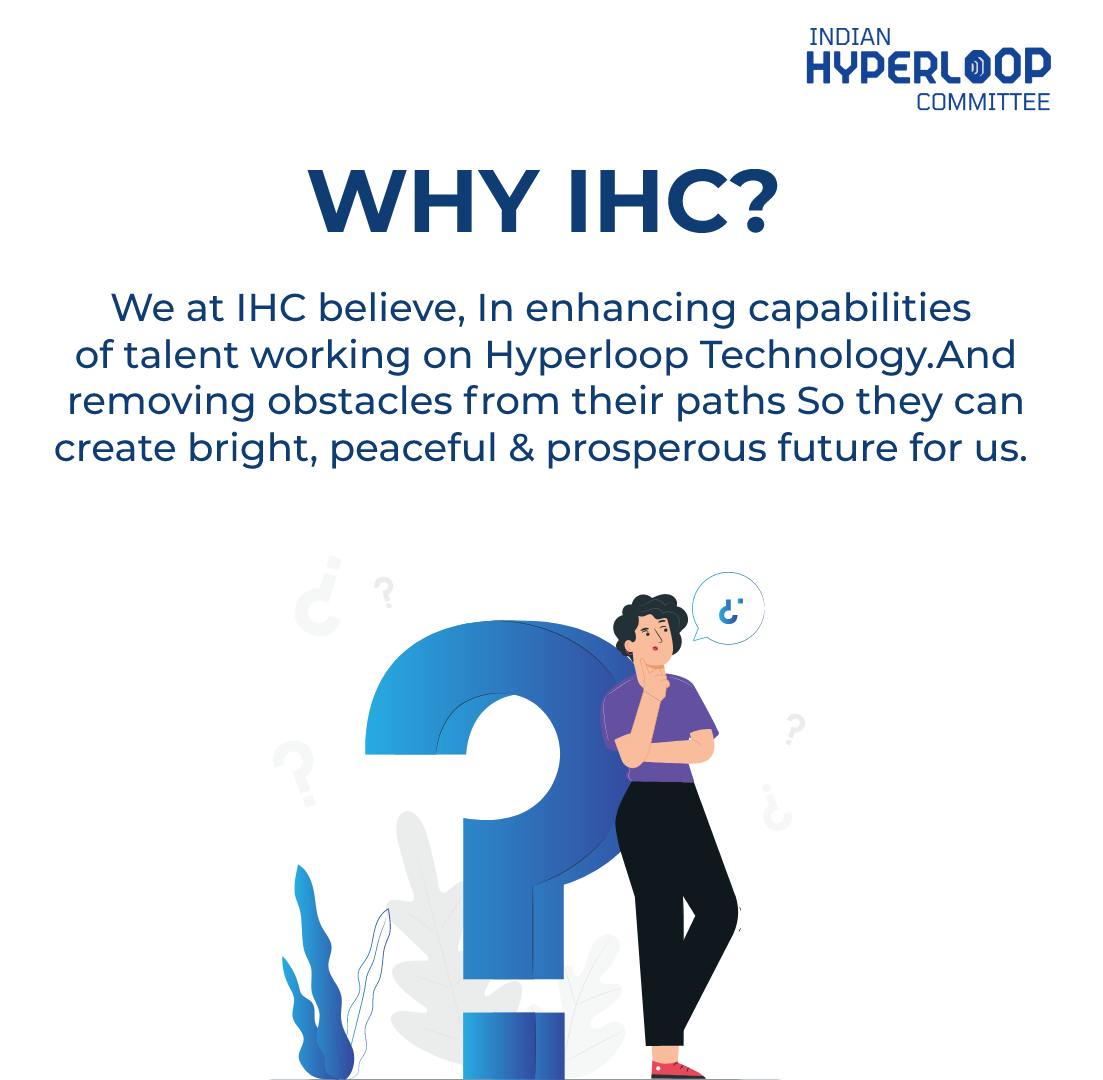 INDIAN
HYPERLOOP
COMMITTEE
WHY IHC?
We at IHC believe, In enhancing capabilities
of talent working on Hyperloop Technology.And
removing obstacles from their paths So they can
create bright, peaceful & prosperous future for us.